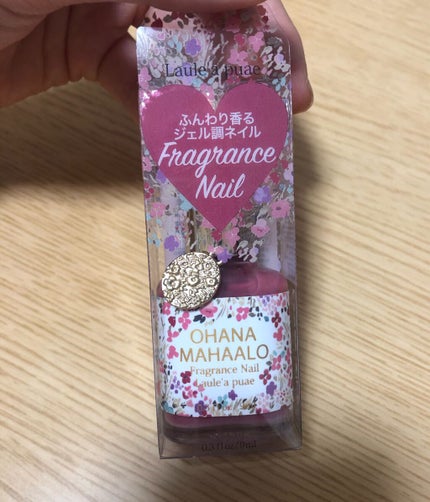 Laule'a puae
ふんわり香る
ジェル調ネイル
Fragrance
Nail
OHANA
MAHAALO
Fragrance Nail
Laule'a puae